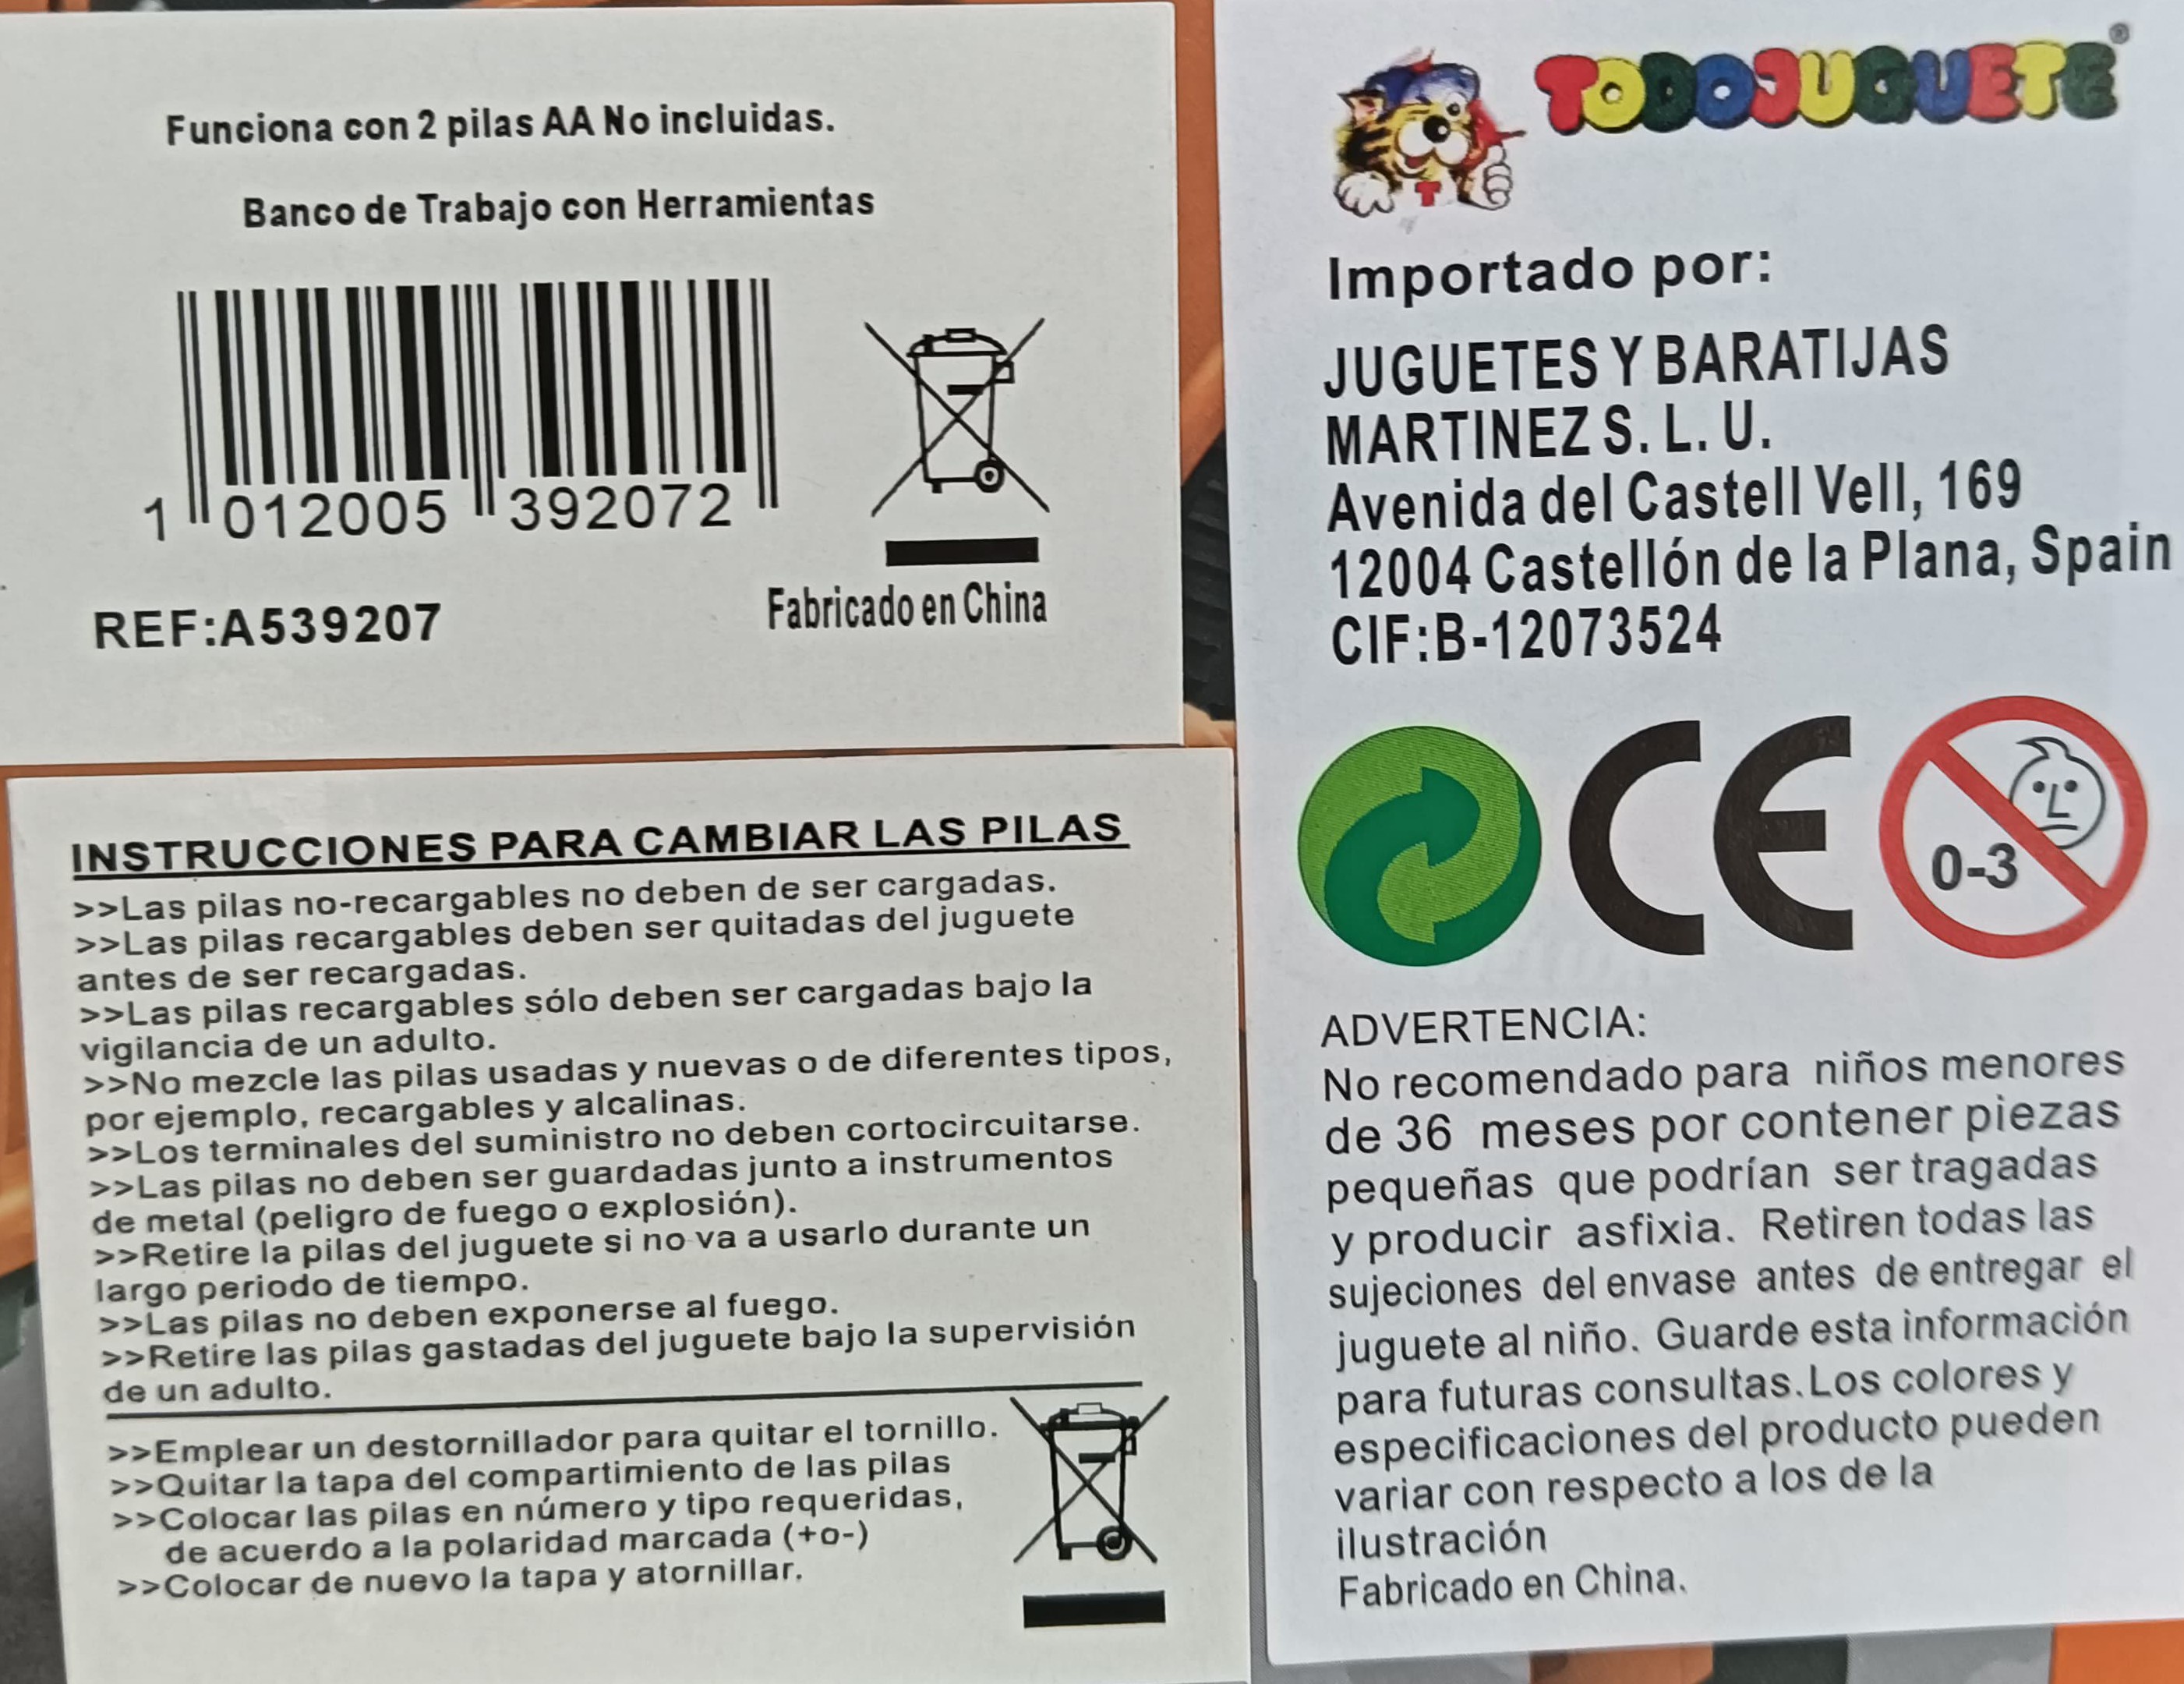 Funciona con 2 pilas AA No incluidas.
Banco de Trabajo con Herramientas
1 012005 392072
REF:A539207
Fabricado en China
INSTRUCCIONES PARA CAMBIAR LAS PILAS
>>Las pilas no-recargables no deben de ser cargadas.
>>Las pilas recargables deben ser quitadas del juguete
antes de ser recargadas.
>>Las pilas recargables sólo deben ser cargadas bajo la
vigilancia de un adulto.
>>No mezcle las pilas usadas y nuevas o de diferentes tipos,
por ejemplo, recargables y alcalinas.
>>Los terminales del suministro no deben cortocircuitarse.
>>Las pilas no deben ser guardadas junto a instrumentos
de metal (peligro de fuego o explosión).
>>Retire la pilas del juguete si no va a usarlo durante un
largo periodo de tiempo.
>>Las pilas no deben exponerse al fuego.
>>Retire las pilas gastadas del juguete bajo la supervisión
de un adulto.
>>Emplear un destornillador para quitar el tornillo.
>>Quitar la tapa del compartimiento de las pilas
>>Colocar las pilas en número y tipo requeridas,
de acuerdo a la polaridad marcada (+o-)
>>Colocar de nuevo la tapa y atornillar.
T
TODOJUGUETE®
Importado por:
JUGUETES Y BARATIJAS
MARTINEZ S. L. U.
Avenida del Castell Vell, 169
12004 Castellón de la Plana, Spain
CIF:B-12073524
CE
0-3
ADVERTENCIA:
No recomendado para niños menores
de 36 meses por contener piezas
pequeñas que podrían ser tragadas
y producir asfixia. Retiren todas las
sujeciones del envase antes de entregar el
juguete al niño. Guarde esta información
para futuras consultas. Los colores y
especificaciones del producto pueden
variar con respecto a los de la
ilustración
Fabricado en China.